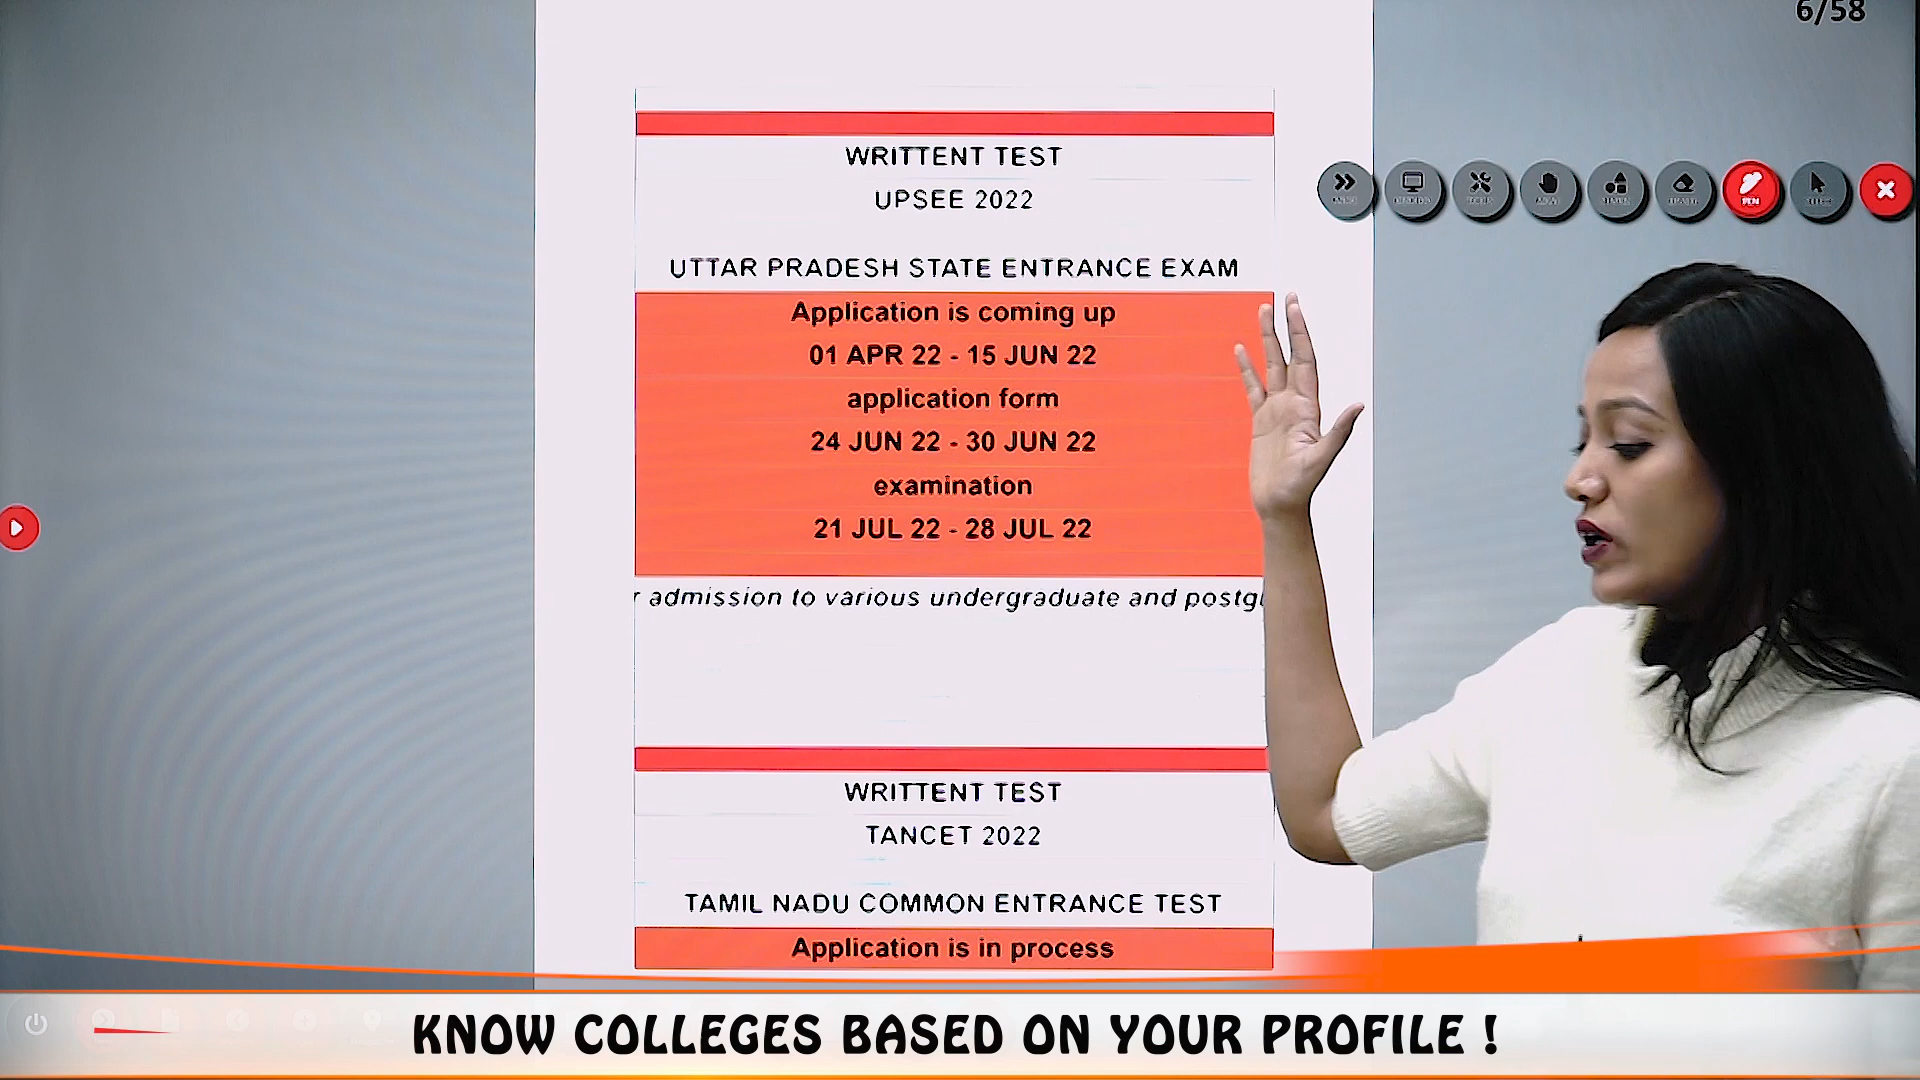 6/58
WRITTENT TEST
UPSEE 2022
UTTAR PRADESH STATE ENTRANCE EXAM
Application is coming up
01 APR 22 - 15 JUN 22
application form
24 JUN 22 - 30 JUN 22
examination
21 JUL 22 - 28 JUL 22
admission to various undergraduate and
WRITTENT TEST
TANCET 2022
TAMIL NADU COMMON ENTRANCE TEST
Application is in process
KNOW COLLEGES BASED ON YOUR PROFILE !